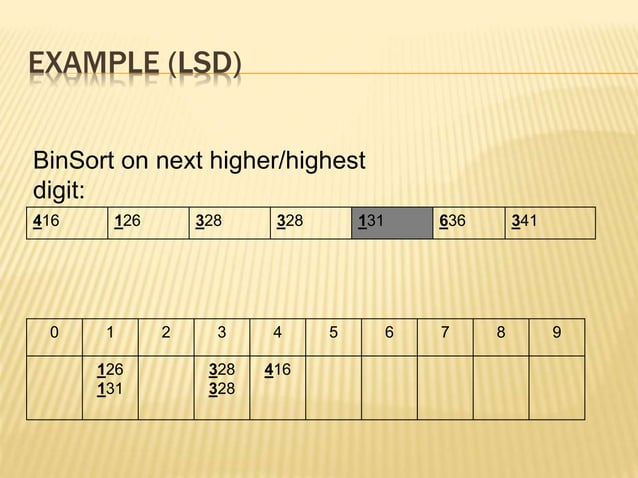 EXAMPLE (LSD)
BinSort on next higher/highest
digit:
416 126 328 328 131 636 341
0 1 2 3 4 5 6 7 8 9
126 328 416
131 328